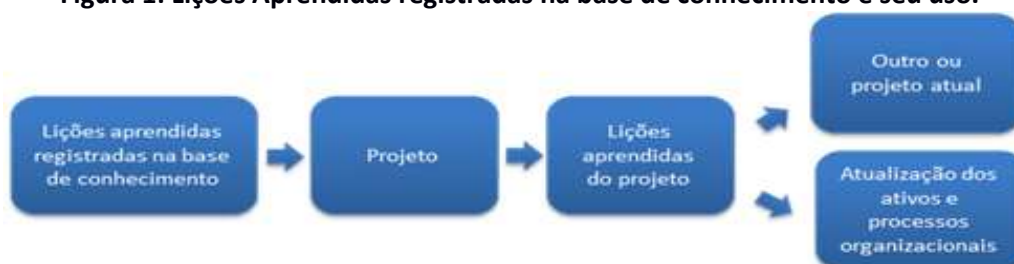 Figura 1: Lições Aprendidas registradas na base de conhecimento e seu uso.
Lições aprendidas
registradas na base
de conhecimento
Projeto
Lições
aprendidas
do projeto
Outro ou
projeto atual
Atualização dos
ativos e
processos
organizacionais